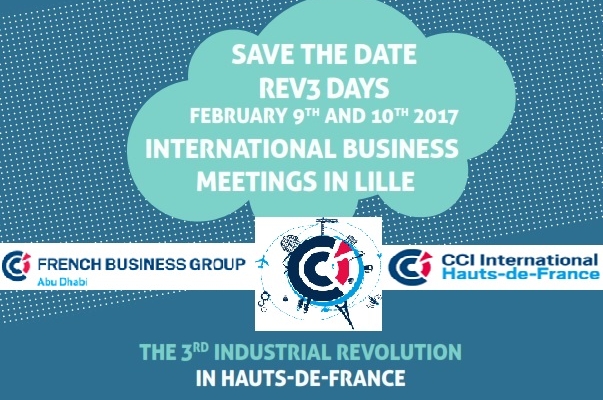 SAVE THE DATE
REV3 DAYS
FEBRUARY 9TH AND 10TH 2017
INTERNATIONAL BUSINESS
MEETINGS IN LILLE
FRENCH BUSINESS GROUP
Abu Dhabi
CCI International
Hauts-de-France
THE 3RD INDUSTRIAL REVOLUTION
IN HAUTS-DE-FRANCE